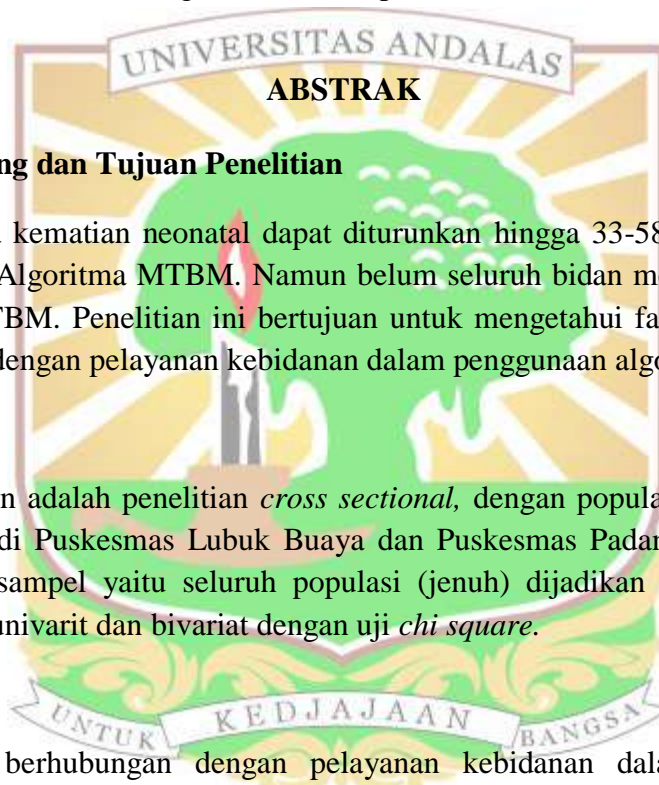 UNIVERSITAS ANDALAS
ABSTRAK
ng dan Tujuan Penelitian
kematian neonatal dapat diturunkan hingga 33-58
Algoritma MTBM. Namun belum seluruh bidan me
TBM. Penelitian ini bertujuan untuk mengetahui fa
dengan pelayanan kebidanan dalam penggunaan algo
n adalah penelitian cross sectional, dengan popula
di Puskesmas Lubuk Buaya dan Puskesmas Padan
sampel yaitu seluruh populasi (jenuh) dijadikan
univarit dan bivariat dengan uji chi square.
UNTUK KEDJAJAAN BANGSA
berhubungan dengan pelayanan kebidanan dala